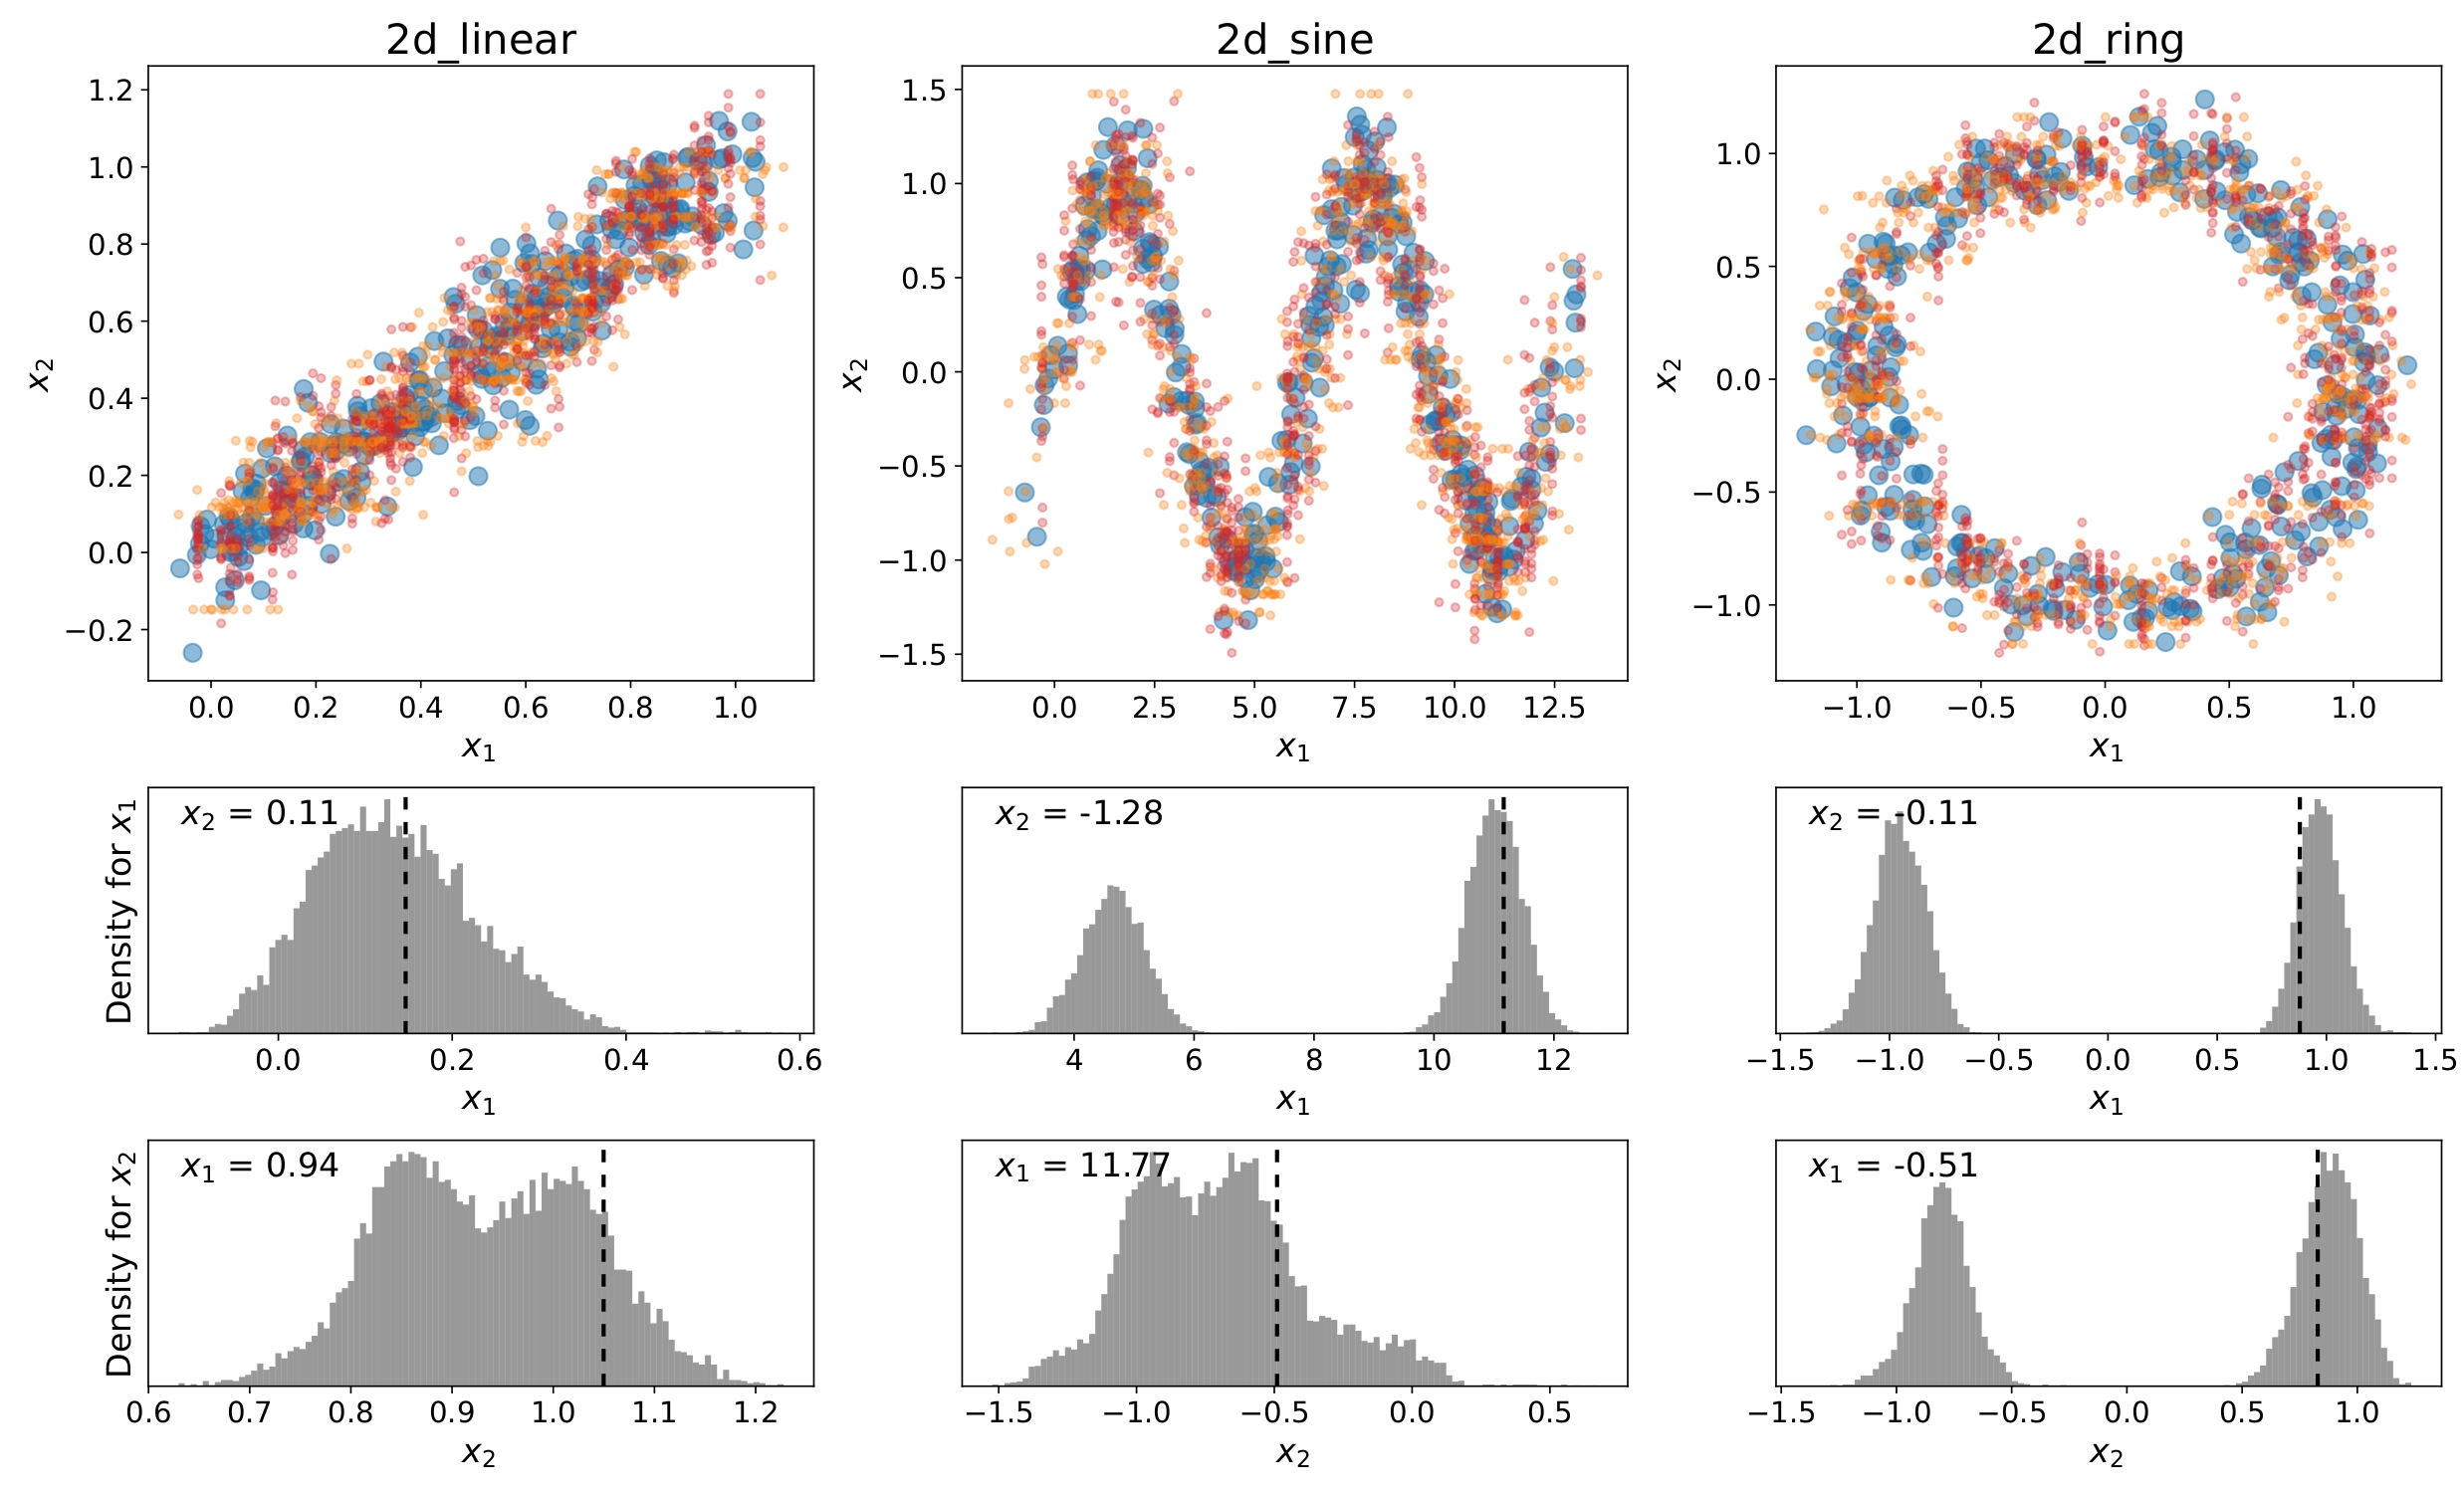 2d_linear
2d_sine
2d_ring
1.2
1.0
0.8
0.6
0.4
0.2
0.0
−0.2
x2
0.0 0.2 0.4 0.6 0.8 1.0
x1
1.5
1.0
0.5
0.0
−0.5
−1.0
−1.5
x2
0.0 2.5 5.0 7.5 10.0 12.5
x1
1.0
0.5
0.0
−0.5
−1.0
x2
−1.0 −0.5 0.0 0.5 1.0
x1
Density for x1
x2 = 0.11
0.0 0.2 0.4 0.6
x1
x2 = -1.28
4 6 8 10 12
x1
x2 = -0.11
−1.5 −1.0 −0.5 0.0 0.5 1.0 1.5
x1
Density for x2
x1 = 0.94
0.6 0.7 0.8 0.9 1.0 1.1 1.2
x2
x1 = 11.77
−1.5 −1.0 −0.5 0.0 0.5
x2
x1 = -0.51
−1.5 −1.0 −0.5 0.0 0.5 1.0
x2